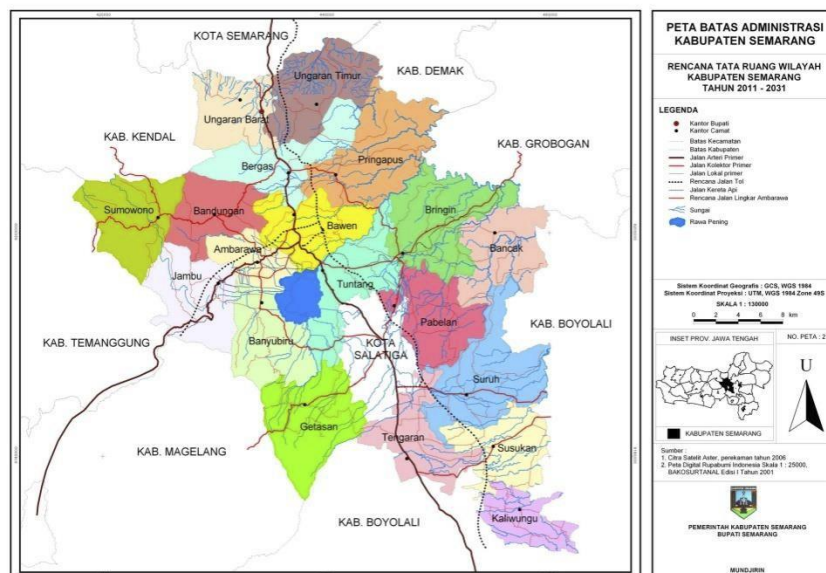 KOTA SEMARANG
Ungaran Timur
KAB. DEMAK
Ungaran Barat
KAB. KENDAL
KAB. GROBOGAN
Bergas
Pringapus
Sumowono
Bandungan
Bringin
Bawen
Bancak
Ambarawa
Jambu
Tuntang
Pabelan
KAB. BOYOLALI
KAB. TEMANGGUNG
Banyubiru
KOTA
SALATIGA
Suruh
Getasan
Tengaran
Susukan
KAB. MAGELANG
KAB. BOYOLALI
Kaliwungu
PETA BATAS ADMINISTRASI
KABUPATEN SEMARANG
RENCANA TATA RUANG WILAYAH
KABUPATEN SEMARANG
TAHUN 2011 - 2031
LEGENDA
Kantor Bupati
Kantor Camat
Batas Kecamatan
Batas Kabupaten
Jalan Arteri Primer
Jalan Kolektor Primer
Jalan Lokal primer
Rencana Jalan Tol
Jalan Kereta Api
Rencana Jalan Lingkar Ambarawa
Sungai
Rawa Pening
Sistem Koordinat Geografis : GCS, WGS 1984
Sistem Koordinat Proyeksi : UTM, WGS 1984 Zone 49S
SKALA 1 : 130000
0 2 4 6 8 km
INSET PROV. JAWA TENGAH
NO. PETA : 2
U
KABUPATEN SEMARANG
Sumber :
1. Citra Satelit Aster, perekaman tahun 2006
2. Peta Digital Rupabumi Indonesia Skala 1 : 25000,
BAKOSURTANAL Edisi I Tahun 2001
PEMERINTAH KABUPATEN SEMARANG
BUPATI SEMARANG
MUNDJIRIN